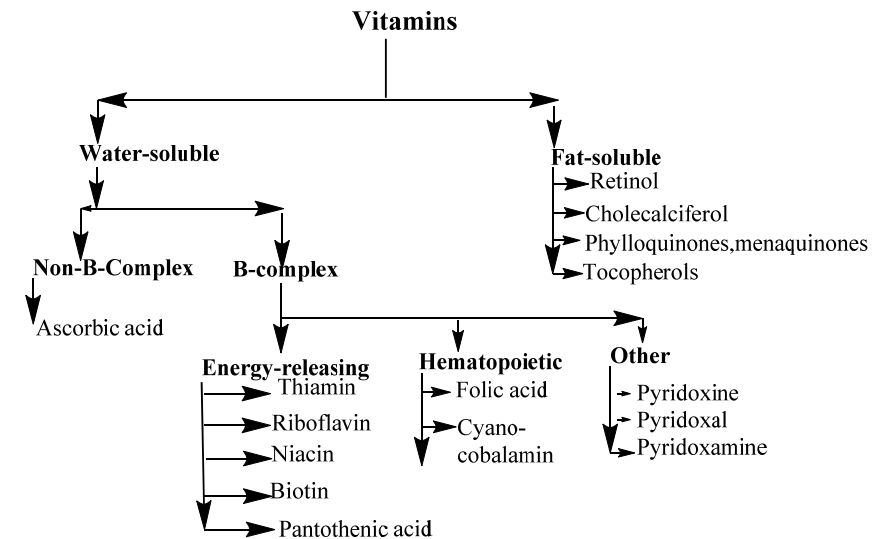 Vitamins
Water-soluble
Fat-soluble
Retinol
Cholecalciferol
Phylloquinones,menaquinones
Tocopherols
Non-B-Complex
B-complex
Ascorbic acid
Energy-releasing
Thiamin
Riboflavin
Niacin
Biotin
Pantothenic acid
Hematopoietic
Folic acid
Cyano-
cobalamin
Other
Pyridoxine
Pyridoxal
Pyridoxamine